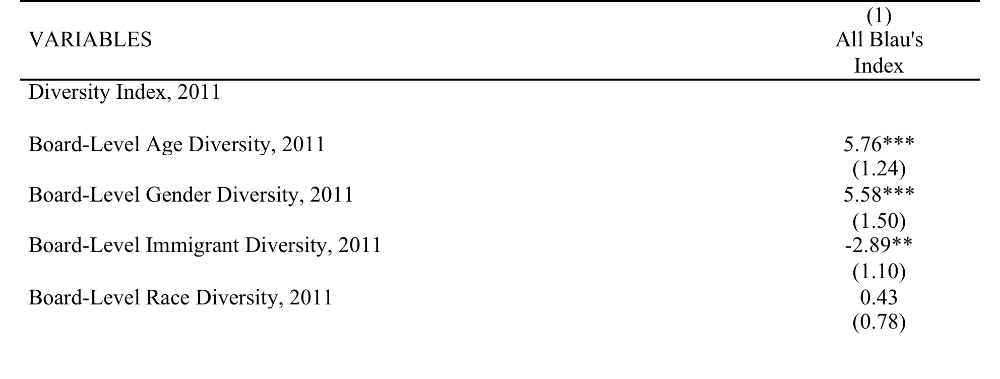 (1)
VARIABLES All Blau's
Index
Diversity Index, 2011
Board-Level Age Diversity, 2011 5.76***
(1.24)
Board-Level Gender Diversity, 2011 5.58***
(1.50)
Board-Level Immigrant Diversity, 2011 -2.89**
(1.10)
Board-Level Race Diversity, 2011 0.43
(0.78)